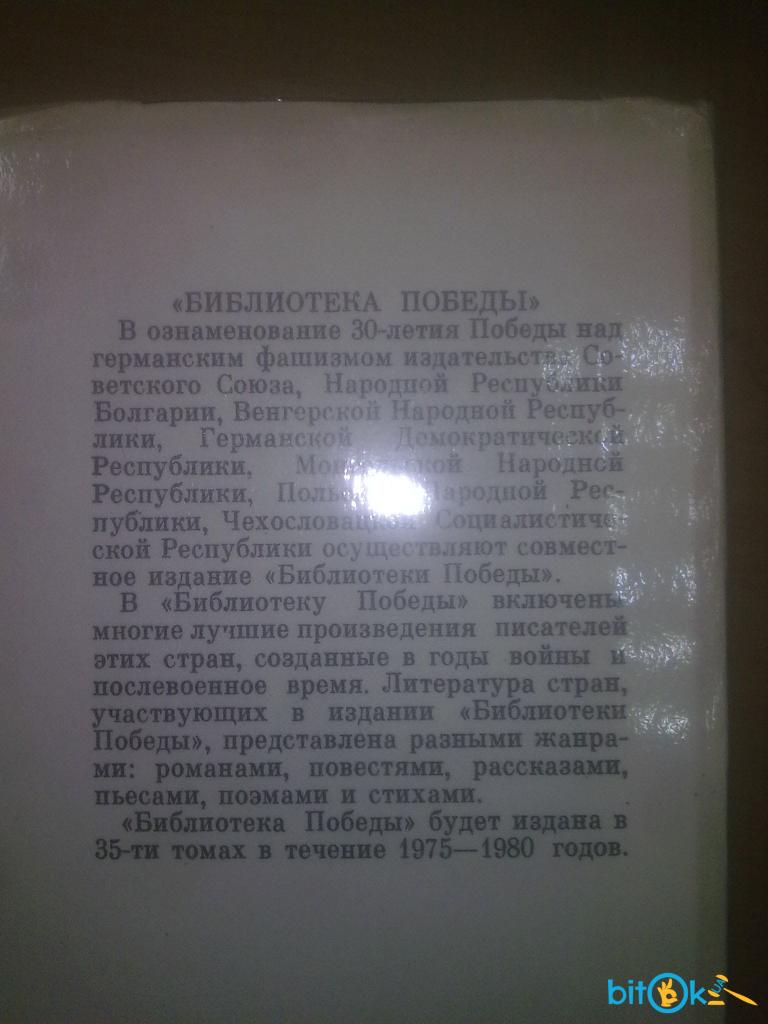 «БИБЛИОТЕКА ПОБЕДЫ»
В ознаменование 30-летия Победы над
германским фашизмом издательства Со-
ветского Союза, Народной Республики
Болгарии, Венгерской Народной Респуб-
лики, Германской Демократической
Республики, Монгольской Народной
Республики, Польской Народной Рес-
публики, Чехословацкой Социалистиче-
ской Республики осуществляют совмест-
ное издание «Библиотеки Победы».
В «Библиотеку Победы» включены
многие лучшие произведения писателей
этих стран, созданные в годы войны и
послевоенное время. Литература стран,
участвующих в издании «Библиотеки
Победы», представлена разными жанра-
ми: романами, повестями, рассказами,
пьесами, поэмами и стихами.
«Библиотека Победы» будет издана в
35-ти томах в течение 1975—1980 годов.
bitOk UA